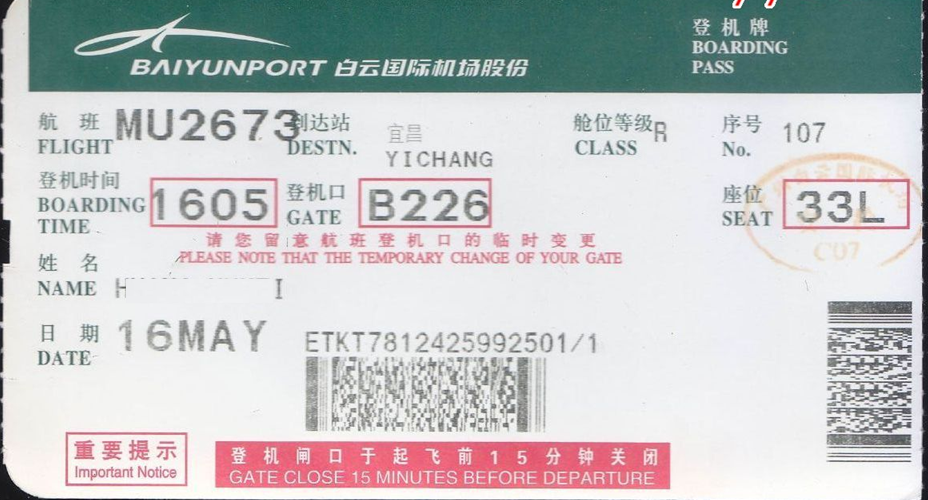 BAIYUNPORT 白云国际机场股份
登机牌
BOARDING
PASS
航班 MU2673
FLIGHT
到达站 宜昌
DESTN. YICHANG
舱位等级 R
CLASS
序号 107
No.
登机时间
BOARDING 1605
TIME
登机口 B226
GATE
座位 33L
SEAT
请您留意航班登机口的临时变更
PLEASE NOTE THAT THE TEMPORARY CHANGE OF YOUR GATE
C07
姓名
NAME H I
日期 16MAY
DATE
ETKT7812425992501/1
重要提示
Important Notice
登机闸口于起飞前15分钟关闭
GATE CLOSE 15 MINUTES BEFORE DEPARTURE